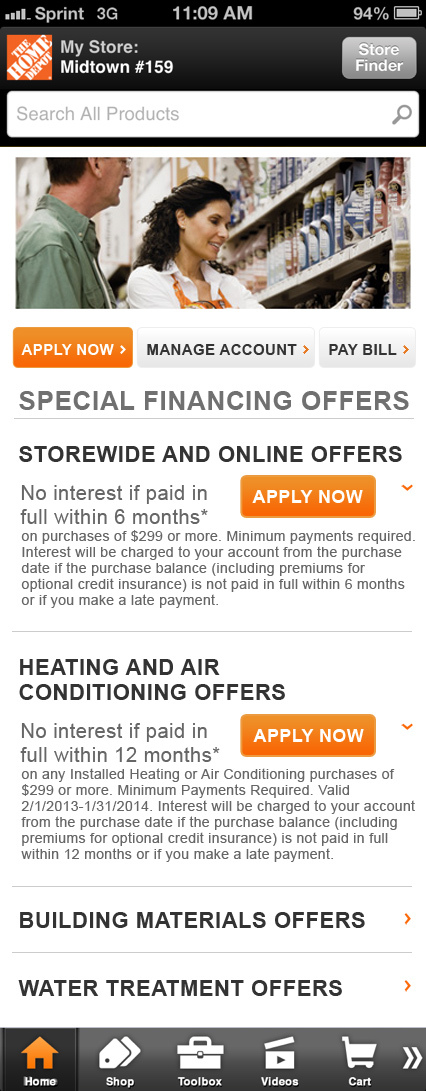 Sprint 3G 11:09 AM 94%
THE HOME DEPOT
My Store:
Midtown #159
Store Finder
Search All Products
APPLY NOW MANAGE ACCOUNT PAY BILL
SPECIAL FINANCING OFFERS
STOREWIDE AND ONLINE OFFERS
No interest if paid in
full within 6 months*
APPLY NOW
on purchases of $299 or more. Minimum payments required.
Interest will be charged to your account from the purchase
date if the purchase balance (including premiums for
optional credit insurance) is not paid in full within 6 months
or if you make a late payment.
HEATING AND AIR
CONDITIONING OFFERS
No interest if paid in
full within 12 months*
APPLY NOW
on any Installed Heating or Air Conditioning purchases of
$299 or more. Minimum Payments Required. Valid
2/1/2013-1/31/2014. Interest will be charged to your account
from the purchase date if the purchase balance (including
premiums for optional credit insurance) is not paid in full
within 12 months or if you make a late payment.
BUILDING MATERIALS OFFERS
WATER TREATMENT OFFERS
Home Shop Toolbox Videos Cart